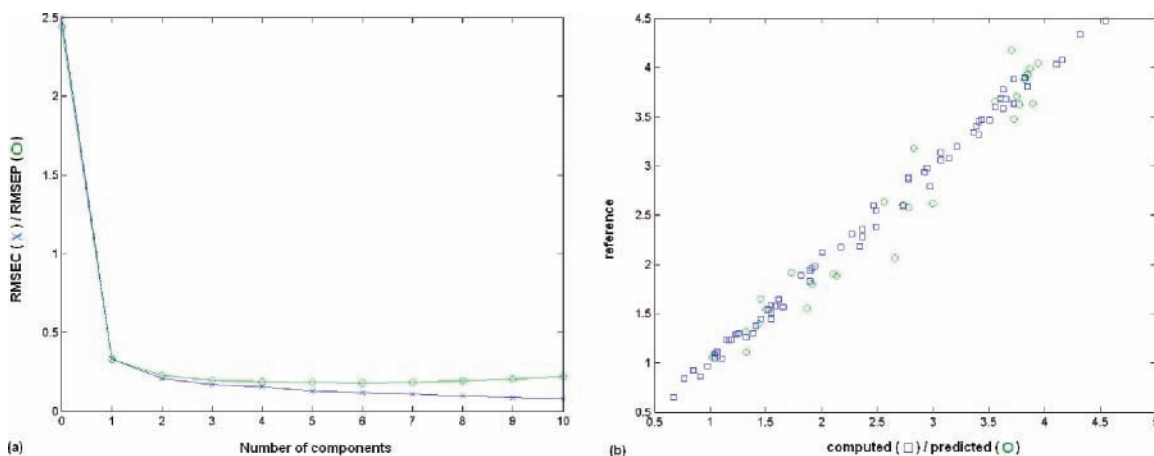 2.5
2
1.5
1
0.5
0
RMSEC ( X ) / RMSEP ( O )
0 1 2 3 4 5 6 7 8 9 10
(a) Number of components
4.5
4
3.5
3
2.5
2
1.5
1
0.5
reference
0.5 1 1.5 2 2.5 3 3.5 4 4.5 5
(b) computed ( □ ) / predicted ( O )